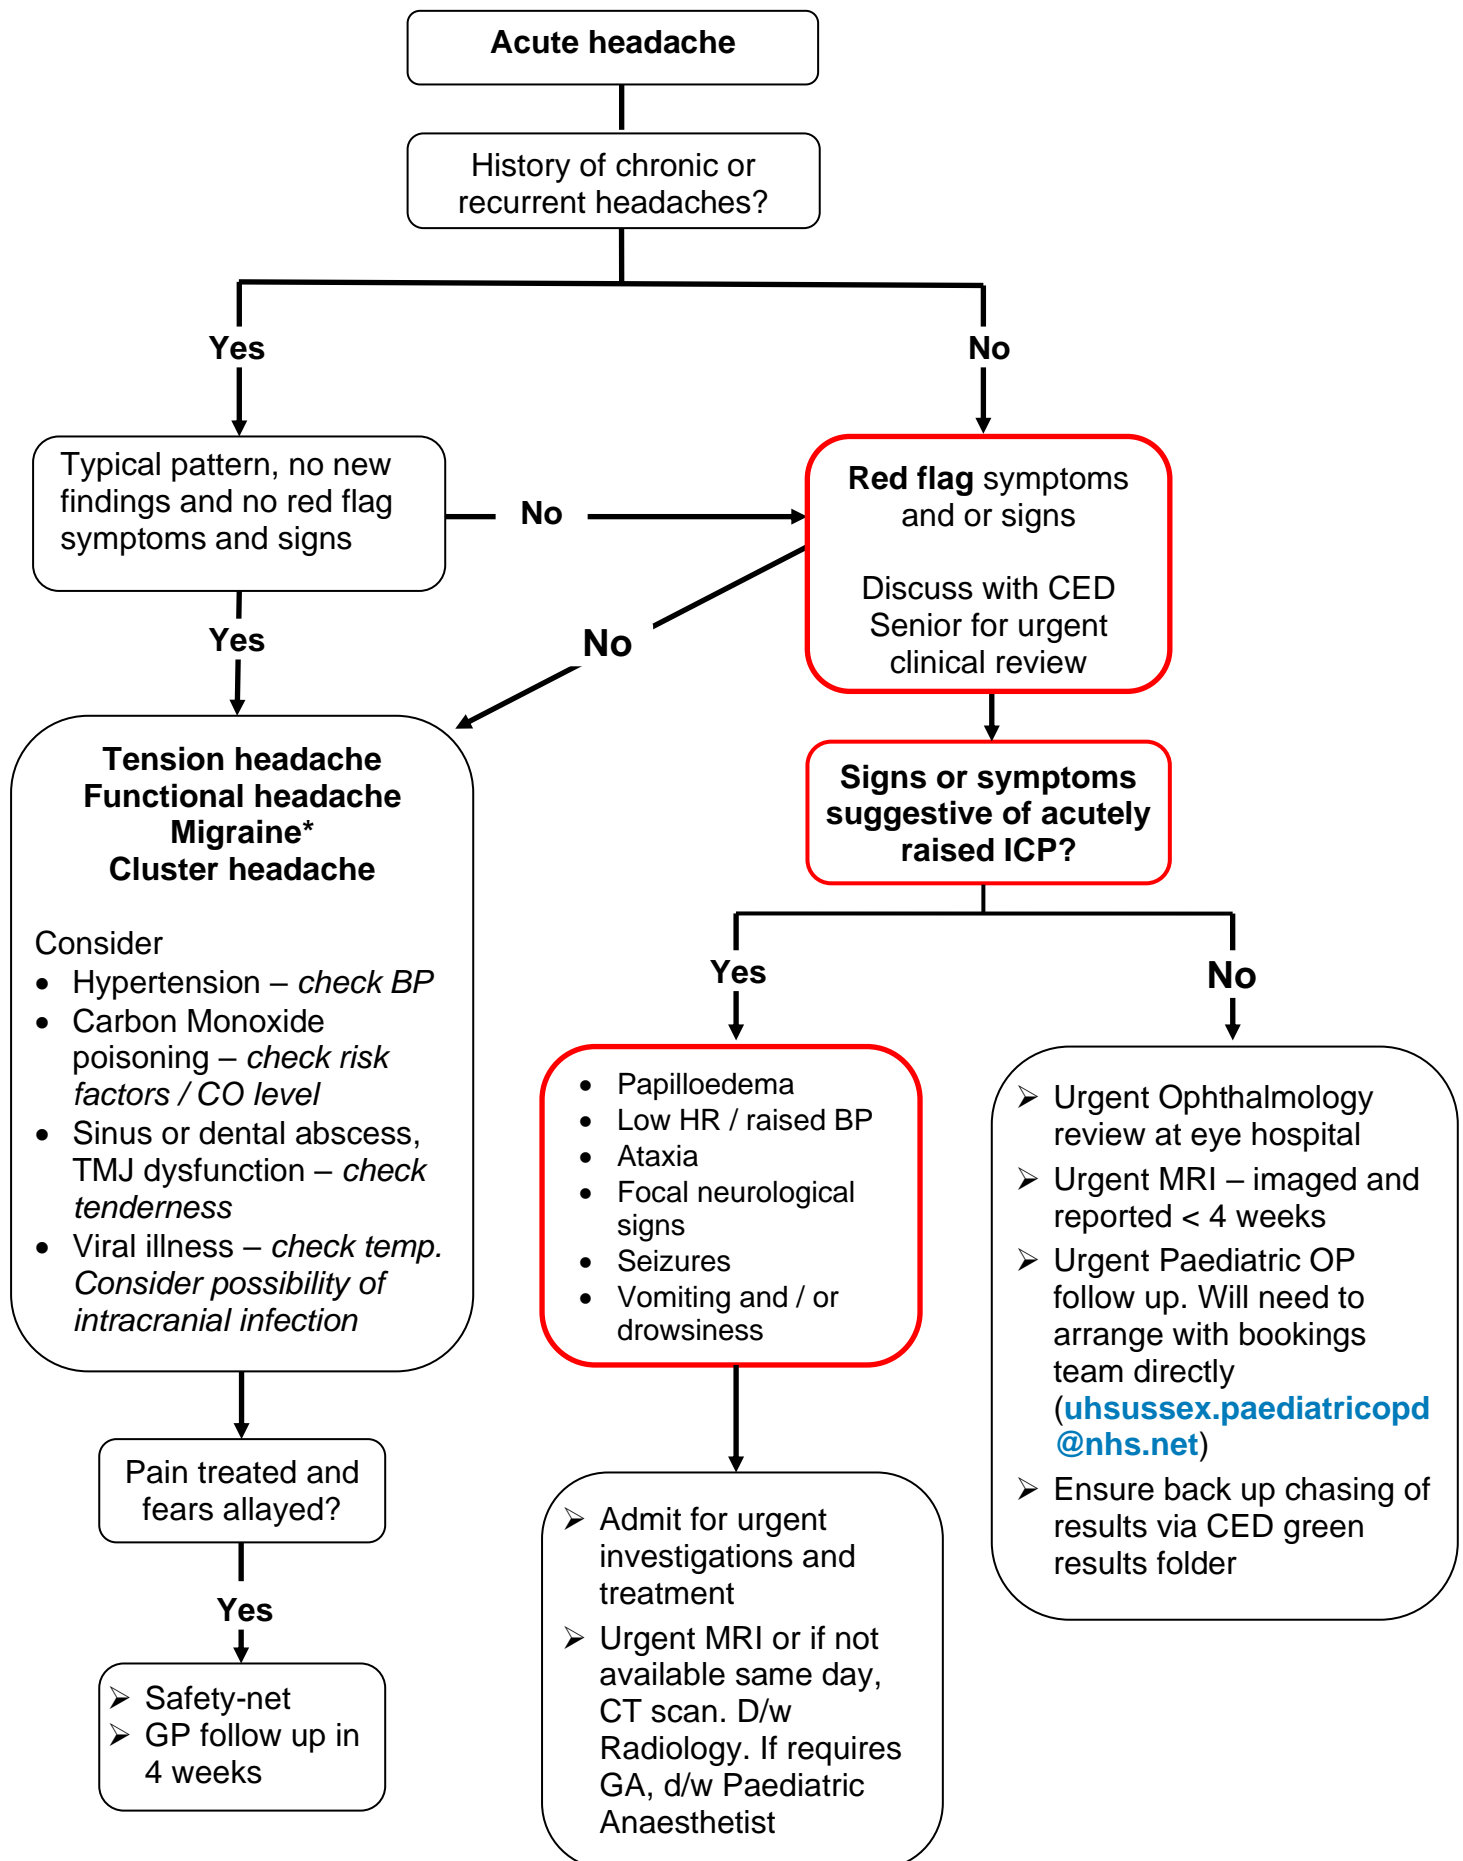 Acute headache
History of chronic or
recurrent headaches?
Yes
No
Typical pattern, no new
findings and no red flag
symptoms and signs
No
Red flag symptoms
and or signs
Discuss with CED
Senior for urgent
clinical review
Yes
No
Tension headache
Functional headache
Migraine*
Cluster headache
Consider
• Hypertension – check BP
• Carbon Monoxide
poisoning – check risk
factors / CO level
• Sinus or dental abscess,
TMJ dysfunction – check
tenderness
• Viral illness – check temp.
Consider possibility of
intracranial infection
Signs or symptoms
suggestive of acutely
raised ICP?
Yes
No
• Papilloedema
• Low HR / raised BP
• Ataxia
• Focal neurological
signs
• Seizures
• Vomiting and / or
drowsiness
➢ Urgent Ophthalmology
review at eye hospital
➢ Urgent MRI – imaged and
reported < 4 weeks
➢ Urgent Paediatric OP
follow up. Will need to
arrange with bookings
team directly
(uhsussex.paediatricopd
@nhs.net)
➢ Ensure back up chasing of
results via CED green
results folder
Pain treated and
fears allayed?
Yes
➢ Safety-net
➢ GP follow up in
4 weeks
➢ Admit for urgent
investigations and
treatment
➢ Urgent MRI or if not
available same day,
CT scan. D/w
Radiology. If requires
GA, d/w Paediatric
Anaesthetist